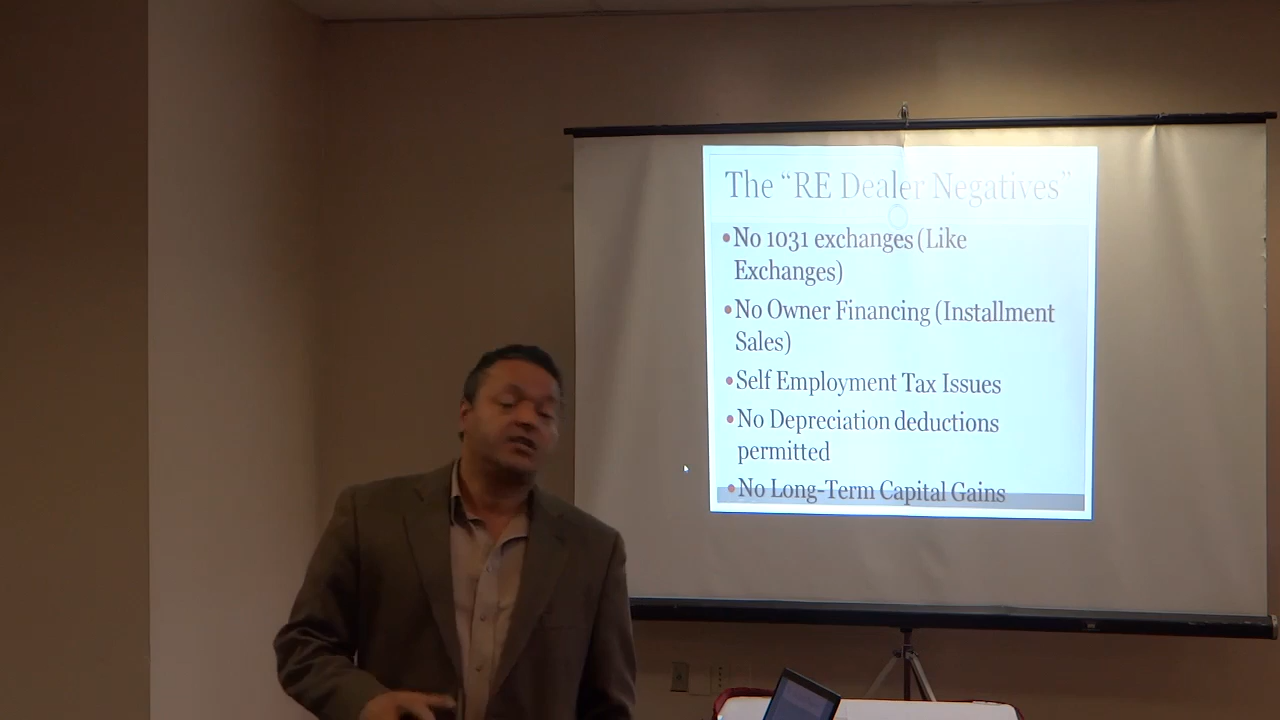 The “RE Dealer Negatives”
•No 1031 exchanges (Like
Exchanges)
•No Owner Financing (Installment
Sales)
•Self Employment Tax Issues
•No Depreciation deductions
permitted
•No Long-Term Capital Gains